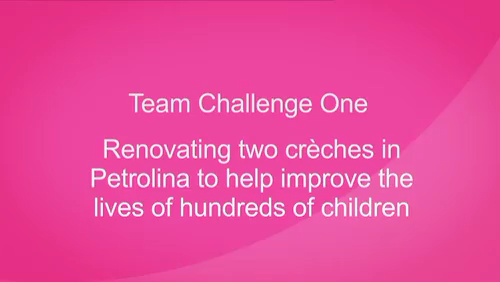 Team Challenge One
Renovating two crèches in
Petrolina to help improve the
lives of hundreds of children